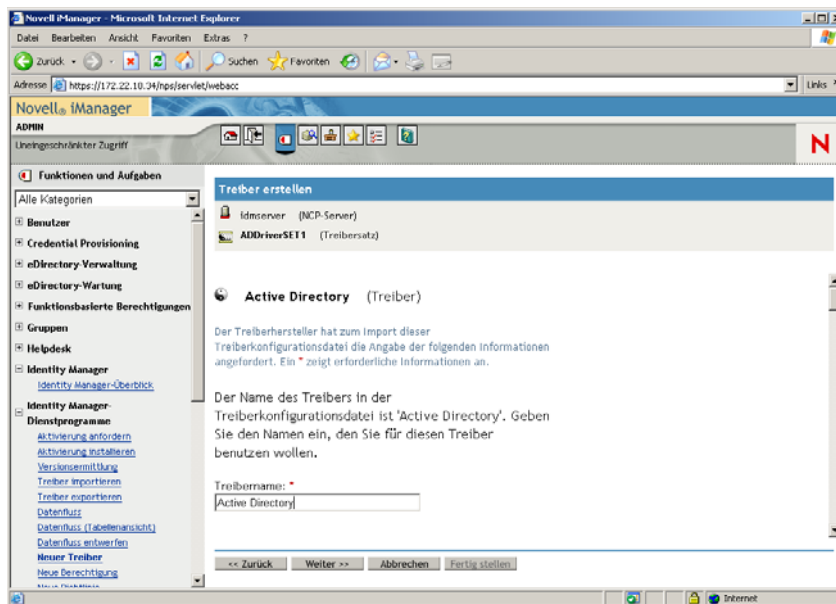 Novell iManager - Microsoft Internet Explorer
Datei Bearbeiten Ansicht Favoriten Extras ?
Zurück Suchen Favoriten
Adresse https://172.22.10.34/nps/servlet/webacc Links
Novell® iManager
ADMIN
Uneingeschränkter Zugriff
N
Funktionen und Aufgaben
Alle Kategorien
Benutzer
Credential Provisioning
eDirectory-Verwaltung
eDirectory-Wartung
Funktionsbasierte Berechtigungen
Gruppen
Helpdesk
Identity Manager
Identity Manager-Überblick
Identity Manager-
Dienstprogramme
Aktivierung anfordern
Aktivierung installieren
Versionsermittlung
Treiber importieren
Treiber exportieren
Datenfluss
Datenfluss (Tabellenansicht)
Datenfluss entwerfen
Neuer Treiber
Neue Berechtigung
Treiber erstellen
idmserver (NCP-Server)
ADDriverSET1 (Treibersatz)
Active Directory (Treiber)
Der Treiberhersteller hat zum Import dieser
Treiberkonfigurationsdatei die Angabe der folgenden Informationen
angefordert. Ein * zeigt erforderliche Informationen an.
Der Name des Treibers in der
Treiberkonfigurationsdatei ist 'Active Directory'. Geben
Sie den Namen ein, den Sie für diesen Treiber
benutzen wollen.
Treibername: *
Active Directory
<< Zurück Weiter >> Abbrechen Fertig stellen
Internet